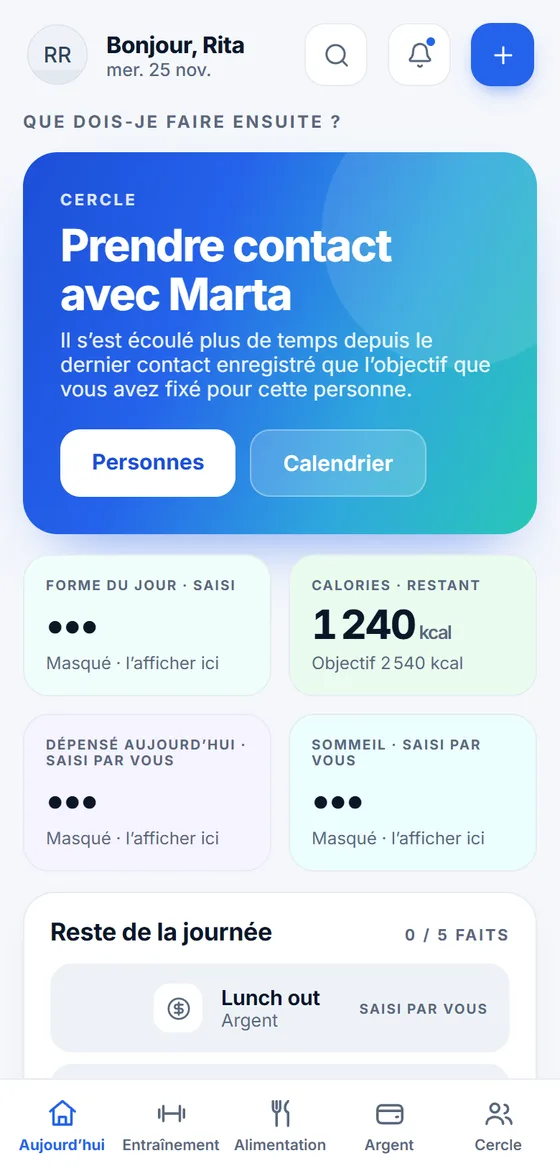 RR
Bonjour, Rita
mer. 25 nov.
QUE DOIS-JE FAIRE ENSUITE ?
CERCLE
Prendre contact
avec Marta
Il s’est écoulé plus de temps depuis le
dernier contact enregistré que l’objectif que
vous avez fixé pour cette personne.
Personnes
Calendrier
FORME DU JOUR · SAISI
•••
Masqué · l’afficher ici
CALORIES · RESTANT
1 240 kcal
Objectif 2 540 kcal
DÉPENSÉ AUJOURD’HUI ·
SAISI PAR VOUS
•••
Masqué · l’afficher ici
SOMMEIL · SAISI PAR
VOUS
•••
Masqué · l’afficher ici
Reste de la journée
0 / 5 FAITS
Lunch out
Argent
SAISI PAR VOUS
Aujourd’hui
Entraînement
Alimentation
Argent
Cercle